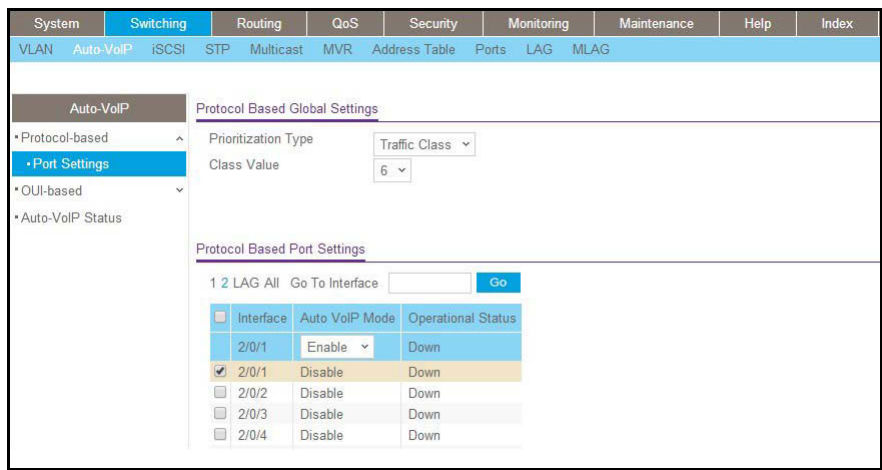 System Switching Routing QoS Security Monitoring Maintenance Help Index
VLAN Auto-VoIP iSCSI STP Multicast MVR Address Table Ports LAG MLAG
Auto-VoIP
Protocol-based
Port Settings
OUI-based
Auto-VoIP Status
Protocol Based Global Settings
Prioritization Type Traffic Class
Class Value 6
Protocol Based Port Settings
1 2 LAG All Go To Interface Go
Interface Auto VoIP Mode Operational Status
2/0/1 Enable Down
2/0/1 Disable Down
2/0/2 Disable Down
2/0/3 Disable Down
2/0/4 Disable Down